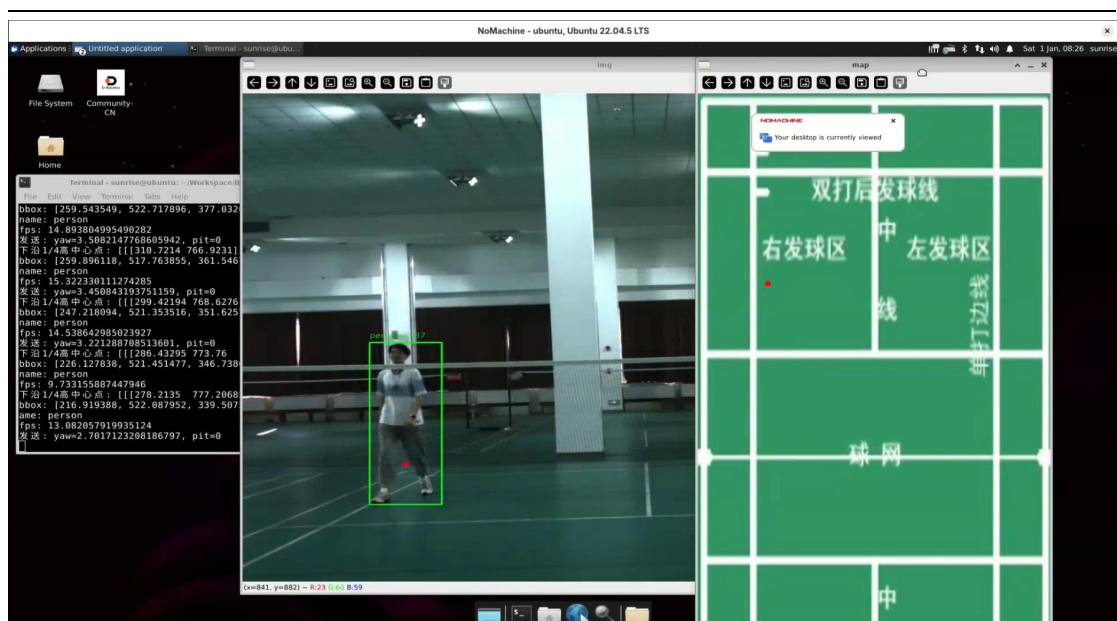 NoMachine - ubuntu, Ubuntu 22.04.5 LTS
Applications
Untitled application
Terminal - sunrise@ubu...
Sat 1 Jan, 08:26 sunrise
File System
Community-
CN
Home
Terminal - sunrise@ubuntu: ~/Workspace/B
File Edit View Terminal Tabs Help
bbox: [259.543549, 522.717896, 377.0320
name: person
fps: 14.893804995490282
发送: yaw=3.5082147768605942, pit=0
下沿1/4高中心点: [[[310.7214 766.9231]
bbox: [259.896118, 517.763855, 361.546
name: person
fps: 15.322330111274285
发送: yaw=3.450843193751159, pit=0
下沿1/4高中心点: [[[299.42194 768.6276
bbox: [247.218094, 521.353516, 351.625
name: person
fps: 14.538642985023927
发送: yaw=3.221288708513601, pit=0
下沿1/4高中心点: [[[286.43295 773.76
bbox: [226.127838, 521.451477, 346.738
name: person
fps: 9.733155887447946
下沿1/4高中心点: [[[278.2135 777.2068
bbox: [216.919388, 522.087952, 339.507
ame: person
fps: 13.082057919935124
发送: yaw=2.7017123208186797, pit=0
img
(x=841, y=882) ~ R:23 G:60 B:59
map
NOMACHINE
Your desktop is currently viewed
双打后发球线
中
右发球区
左发球区
线
单打边线
球网
中